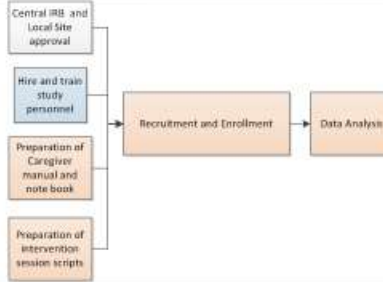 Central IRB and
Local Site
approval
Hire and train
study
personnel
Preparation of
Caregiver
manual and
note book
Preparation of
intervention
session scripts
Recruitment and Enrollment
Data Analysis